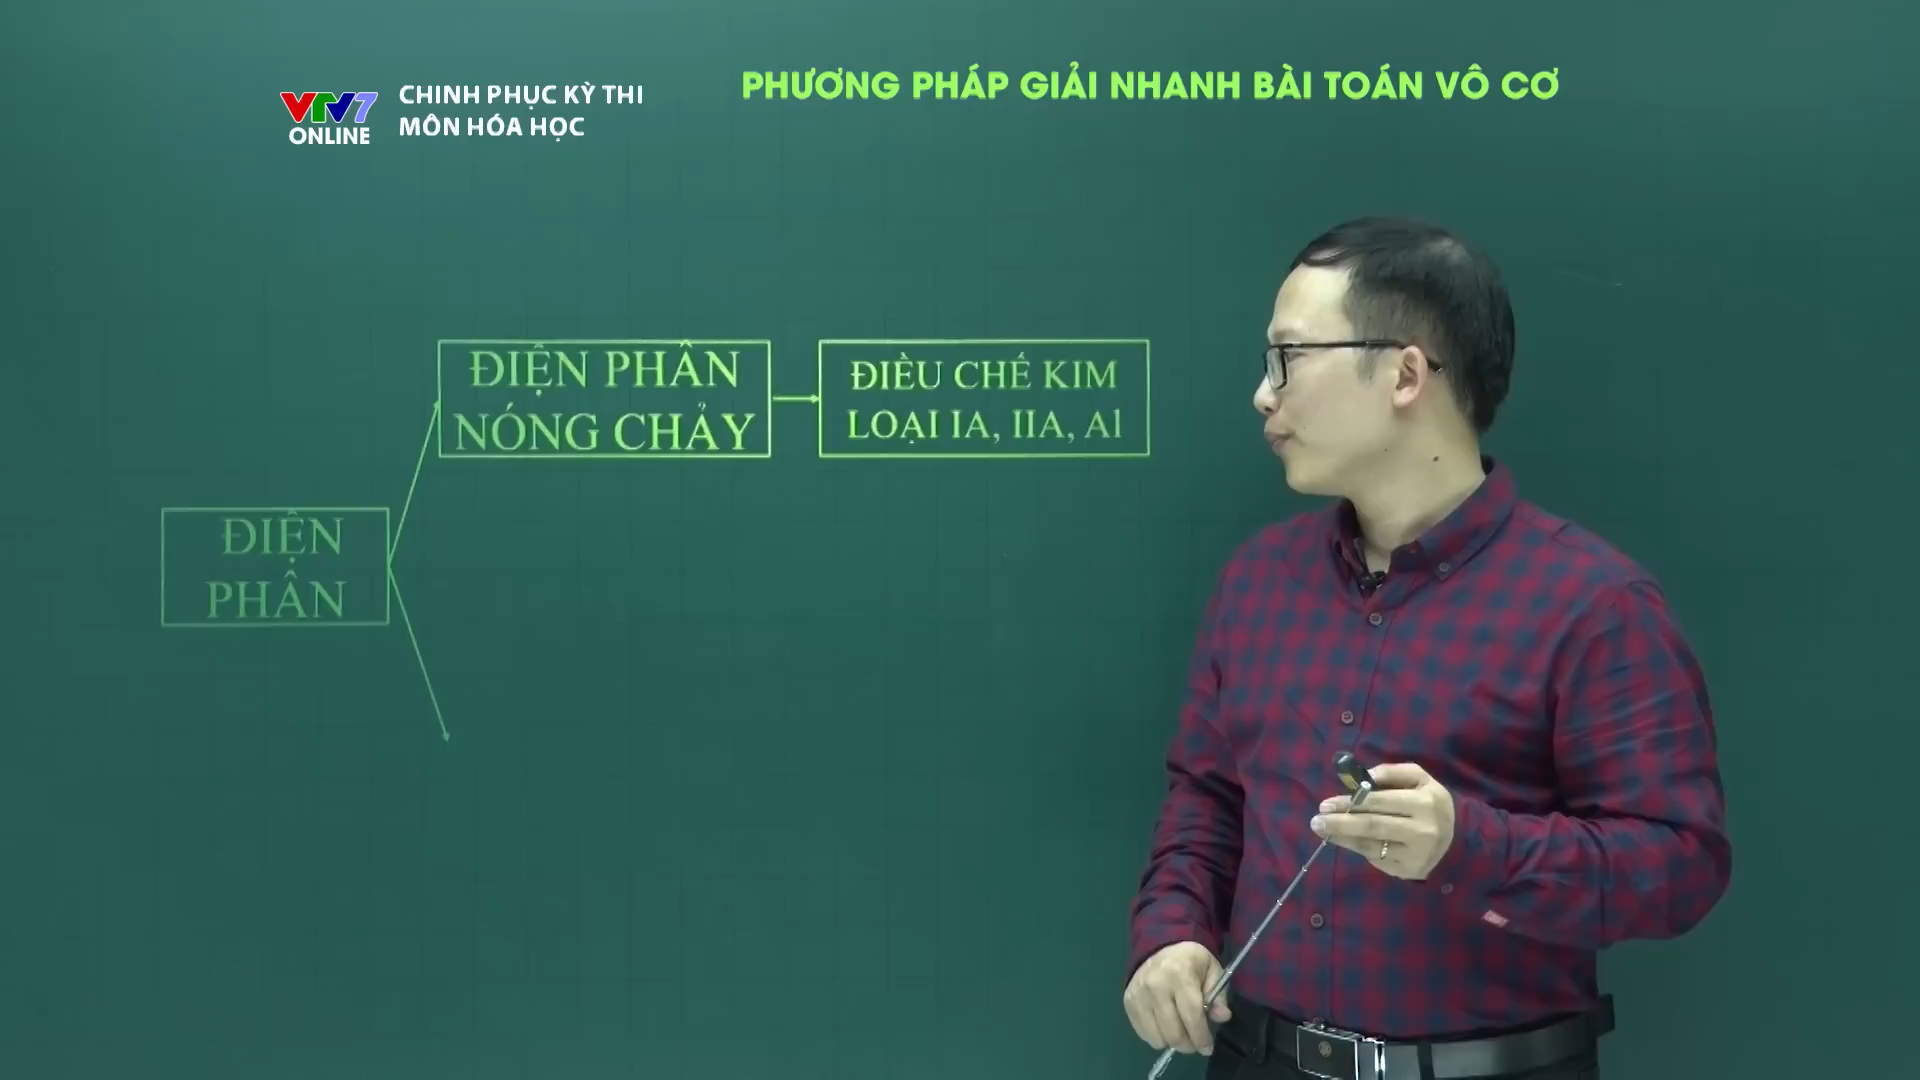 VTV7
ONLINE
CHINH PHỤC KỲ THI
MÔN HÓA HỌC
PHƯƠNG PHÁP GIẢI NHANH BÀI TOÁN VÔ CƠ
ĐIỆN PHÂN
NÓNG CHẢY
ĐIỀU CHẾ KIM
LOẠI IA, IIA, Al
ĐIỆN
PHÂN